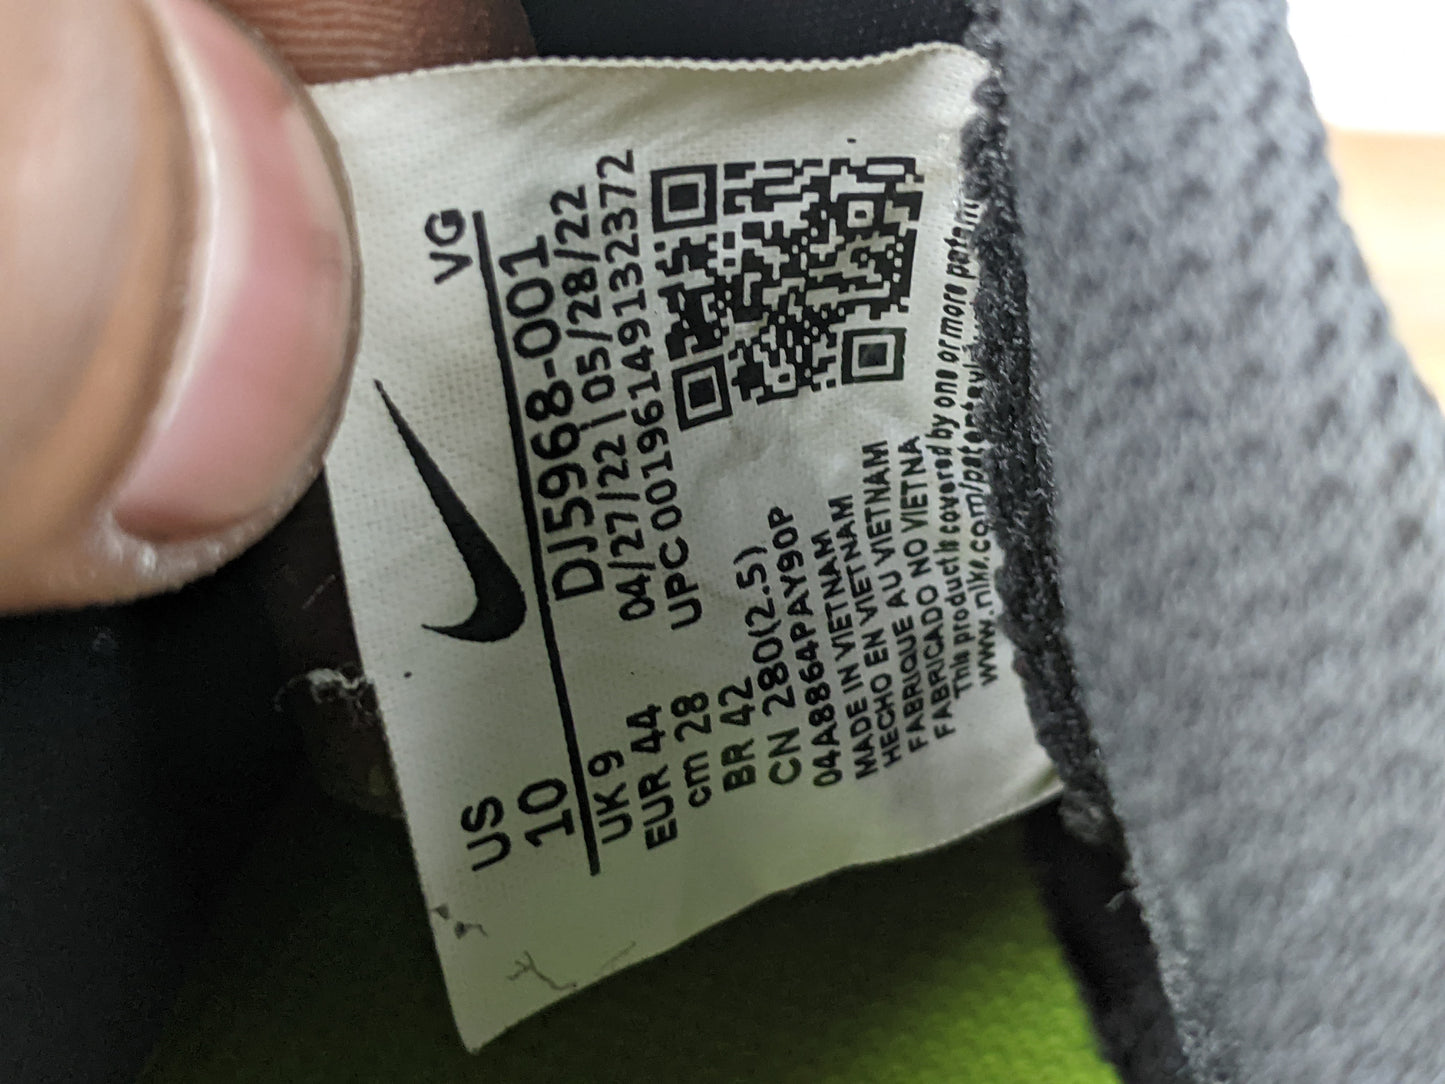 VG
US
10
DJ5968-001
UK 9
04/27/22 | 05/28/22
EUR 44
UPC 00196149132372
cm 28
BR 42
CN 280(2.5)
04A8864PAY90P
MADE IN VIETNAM
HECHO EN VIETNAM
FABRIQUE AU VIETNAM
FABRICADO NO VIETNA
This product is covered by one or more
www.nike.com/patents